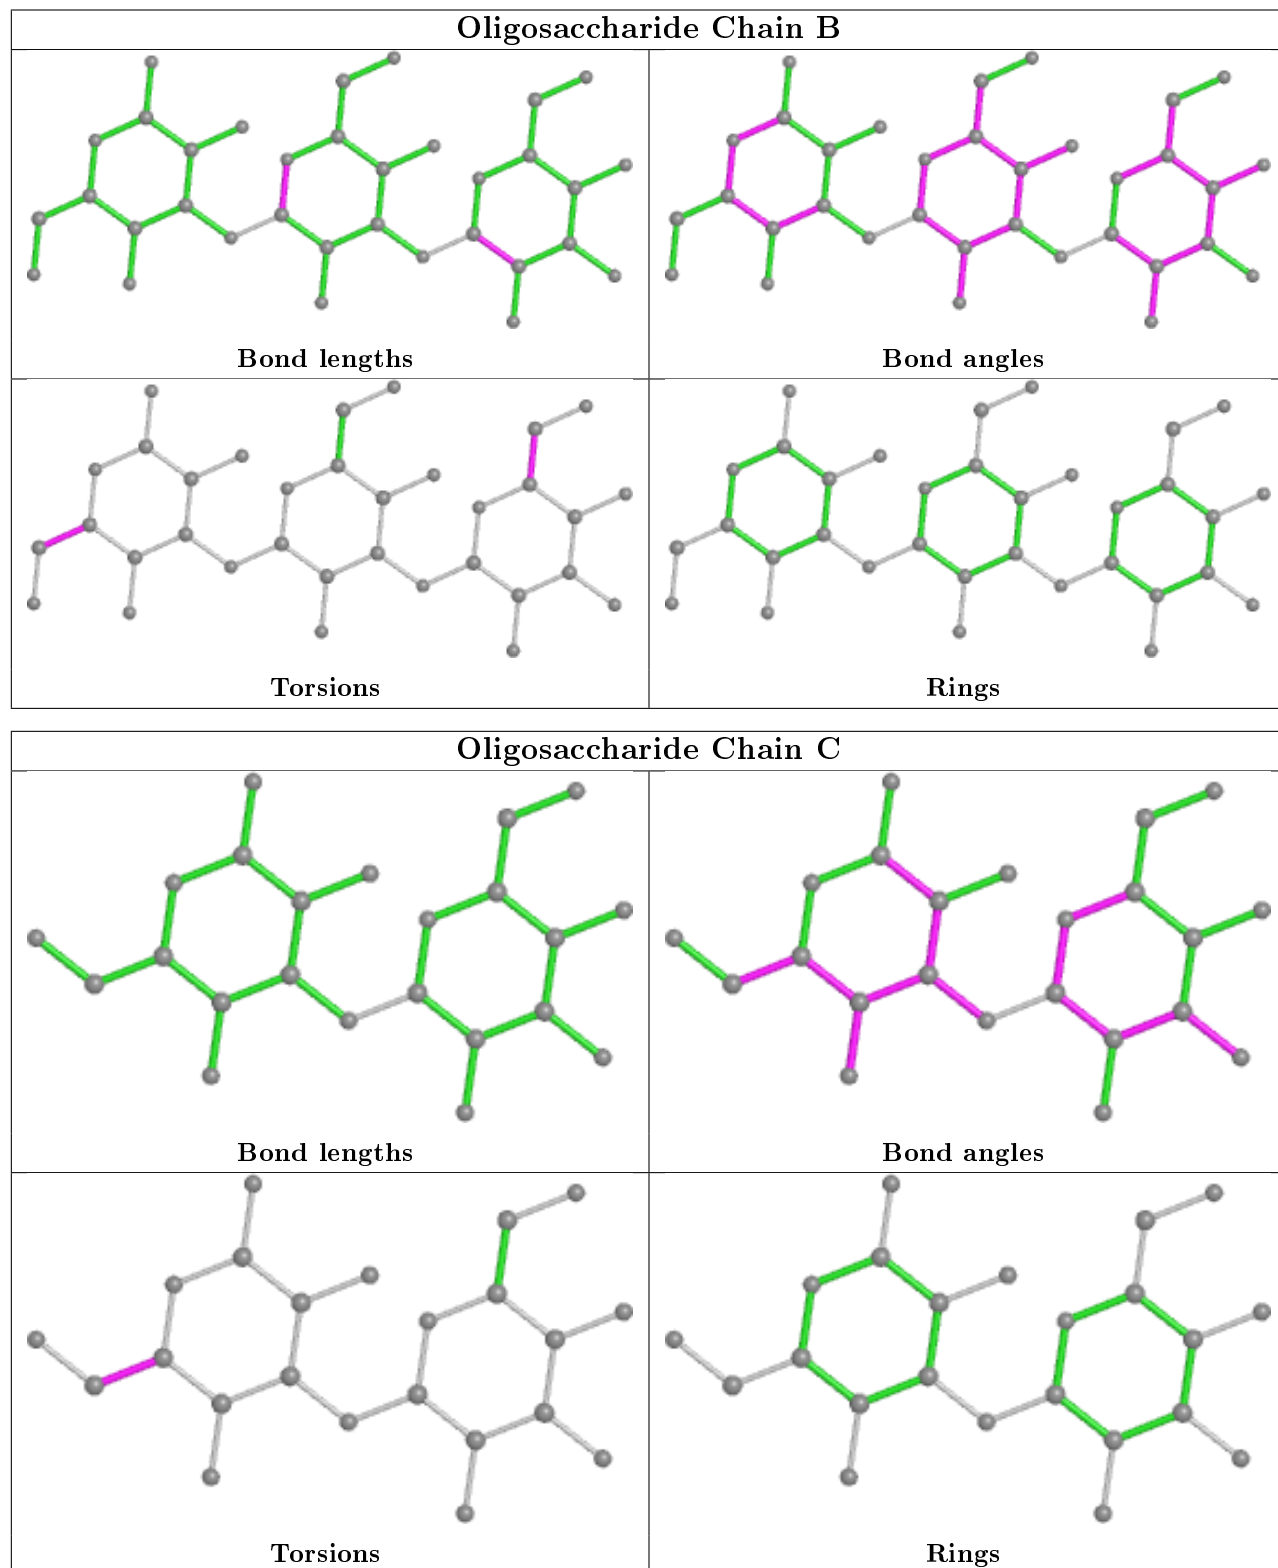 Oligosaccharide Chain B
Bond lengths
Bond angles
Torsions
Rings
Oligosaccharide Chain C
Bond lengths
Bond angles
Torsions
Rings